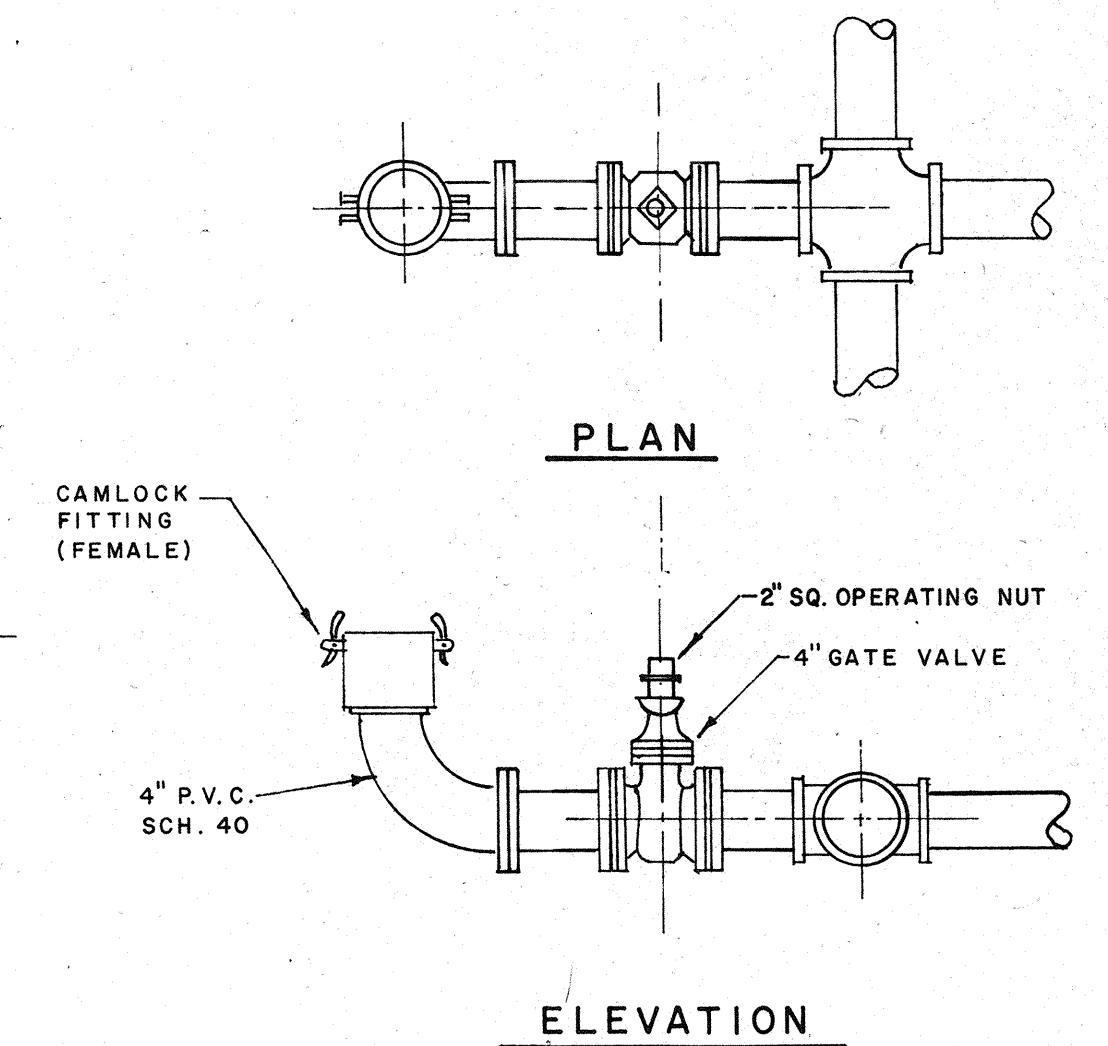 PLAN
CAMLOCK
FITTING
(FEMALE)
2" SQ. OPERATING NUT
4" GATE VALVE
4" P.V.C.
SCH. 40
ELEVATION